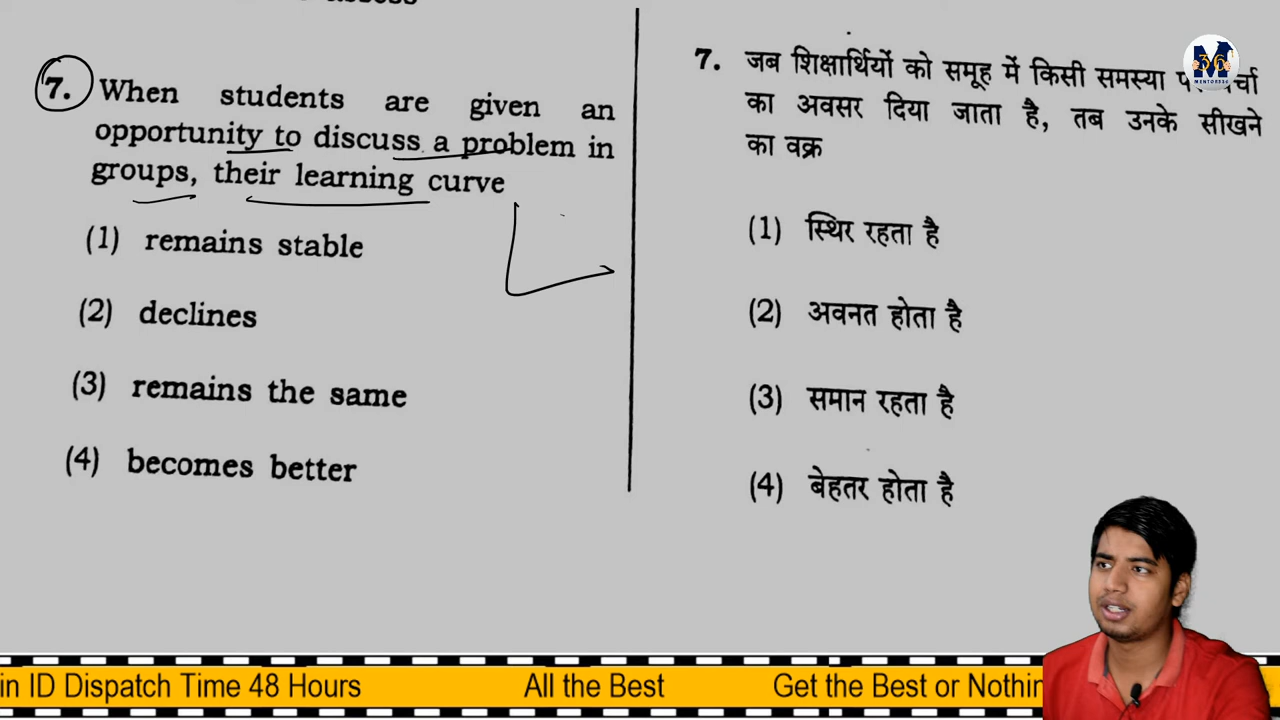 7. When students are given an
opportunity to discuss a problem in
groups, their learning curve
(1) remains stable
(2) declines
(3) remains the same
(4) becomes better
7. जब शिक्षार्थियों को समूह में किसी समस्या
का अवसर दिया जाता है, तब उनके सीखने
का वक्र
(1) स्थिर रहता है
(2) अवनत होता है
(3) समान रहता है
(4) बेहतर होता है
36
MENTORS36
in ID Dispatch Time 48 Hours All the Best Get the Best or